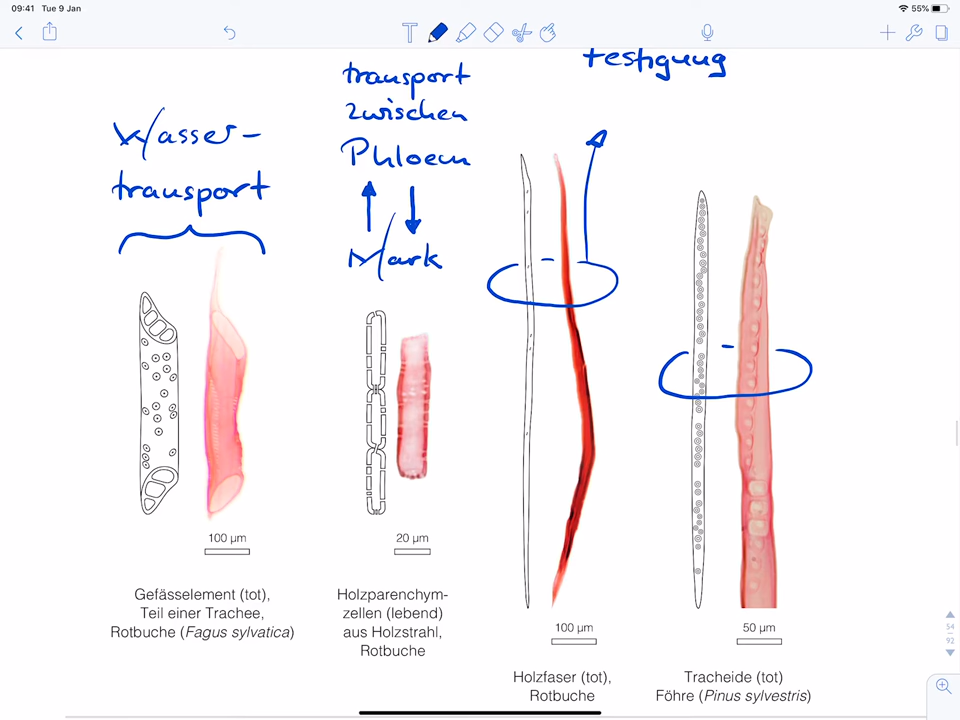 09:41 Tue 9 Jan
55%
Wasser-
transport
transport
zwischen
Phloem
Mark
festigung
54
92
100 µm
Gefässelement (tot),
Teil einer Trachee,
Rotbuche (Fagus sylvatica)
20 µm
Holzparenchym-
zellen (lebend)
aus Holzstrahl,
Rotbuche
100 µm
Holzfaser (tot),
Rotbuche
50 µm
Tracheide (tot)
Föhre (Pinus sylvestris)